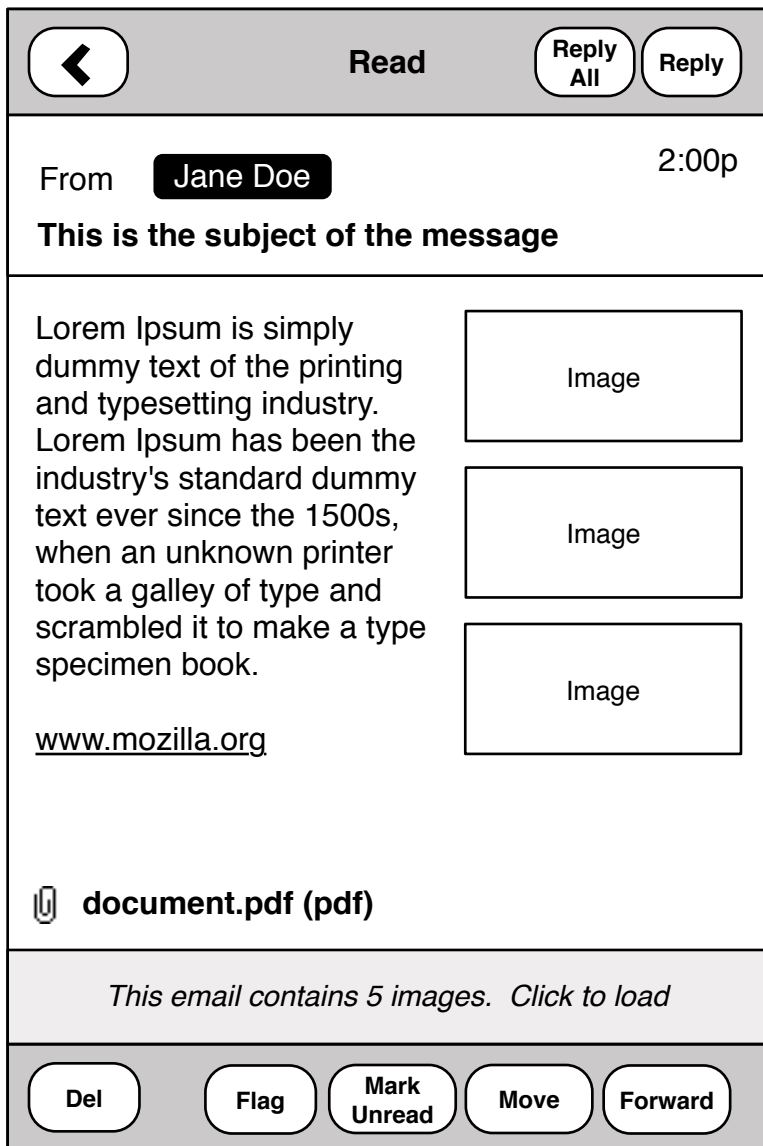 Read
Reply
All
Reply
From Jane Doe 2:00p
This is the subject of the message
Lorem Ipsum is simply
dummy text of the printing
and typesetting industry.
Lorem Ipsum has been the
industry's standard dummy
text ever since the 1500s,
when an unknown printer
took a galley of type and
scrambled it to make a type
specimen book.
www.mozilla.org
Image
Image
Image
document.pdf (pdf)
This email contains 5 images.  Click to load
Del
Flag
Mark
Unread
Move
Forward